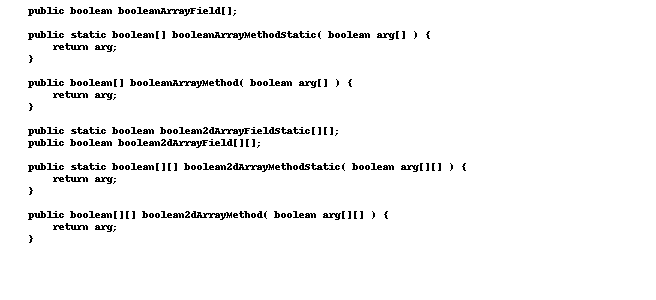 public boolean booleanArrayField[];
public static boolean[] booleanArrayMethodStatic( boolean arg[] ) {
return arg;
}
public boolean[] booleanArrayMethod( boolean arg[] ) {
return arg;
}
public static boolean boolean2dArrayFieldStatic[][];
public boolean boolean2dArrayField[][];
public static boolean[][] boolean2dArrayMethodStatic( boolean arg[][] ) {
return arg;
}
public boolean[][] boolean2dArrayMethod( boolean arg[][] ) {
return arg;
}